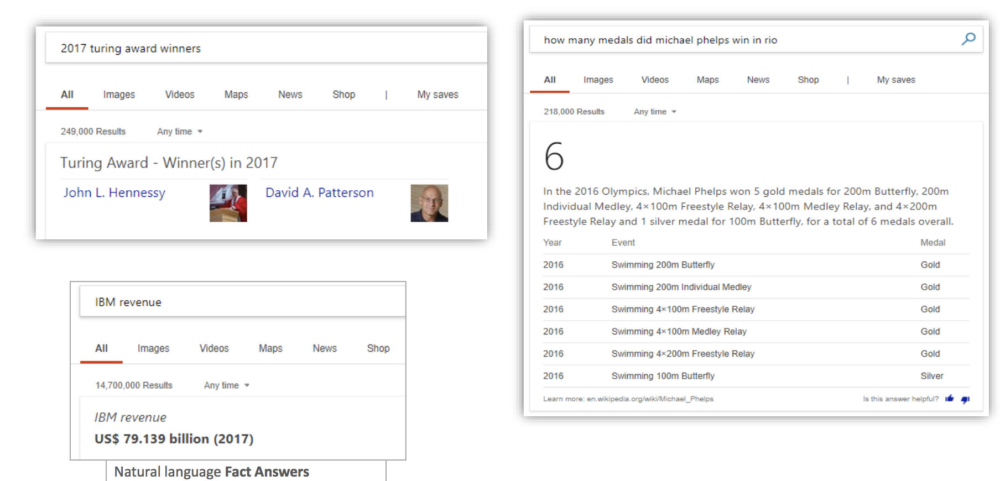 2017 turing award winners
All Images Videos Maps News Shop | My saves
249,000 Results Any time
Turing Award - Winner(s) in 2017
John L. Hennessy David A. Patterson
IBM revenue
All Images Videos Maps News Shop
14,700,000 Results Any time
IBM revenue
US$ 79.139 billion (2017)
Natural language Fact Answers
how many medals did michael phelps win in rio
All Images Videos Maps News Shop | My saves
218,000 Results Any time
6
In the 2016 Olympics, Michael Phelps won 5 gold medals for 200m Butterfly, 200m
Individual Medley, 4×100m Freestyle Relay, 4×100m Medley Relay, and 4×200m
Freestyle Relay and 1 silver medal for 100m Butterfly, for a total of 6 medals overall.
Year Event Medal
2016 Swimming 200m Butterfly Gold
2016 Swimming 200m Individual Medley Gold
2016 Swimming 4×100m Freestyle Relay Gold
2016 Swimming 4×100m Medley Relay Gold
2016 Swimming 4×200m Freestyle Relay Gold
2016 Swimming 100m Butterfly Silver
Learn more: en.wikipedia.org/wiki/Michael_Phelps Is this answer helpful?